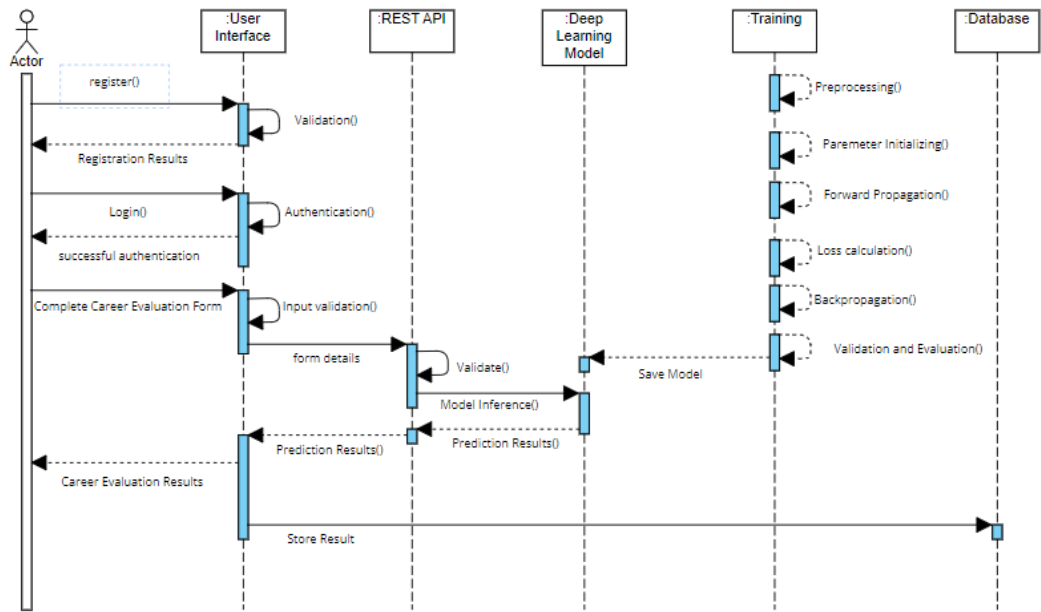 :User
Interface
:REST API
:Deep
Learning
Model
:Training
:Database
Actor
register()
Preprocessing()
Validation()
Paremeter Initializing()
Registration Results
Forward Propagation()
Login()
Authentication()
Loss calculation()
successful authentication
Backpropagation()
Complete Career Evaluation Form
Input validation()
Validation and Evaluation()
form details
Validate()
Save Model
Model Inference()
Prediction Results()
Prediction Results()
Career Evaluation Results
Store Result